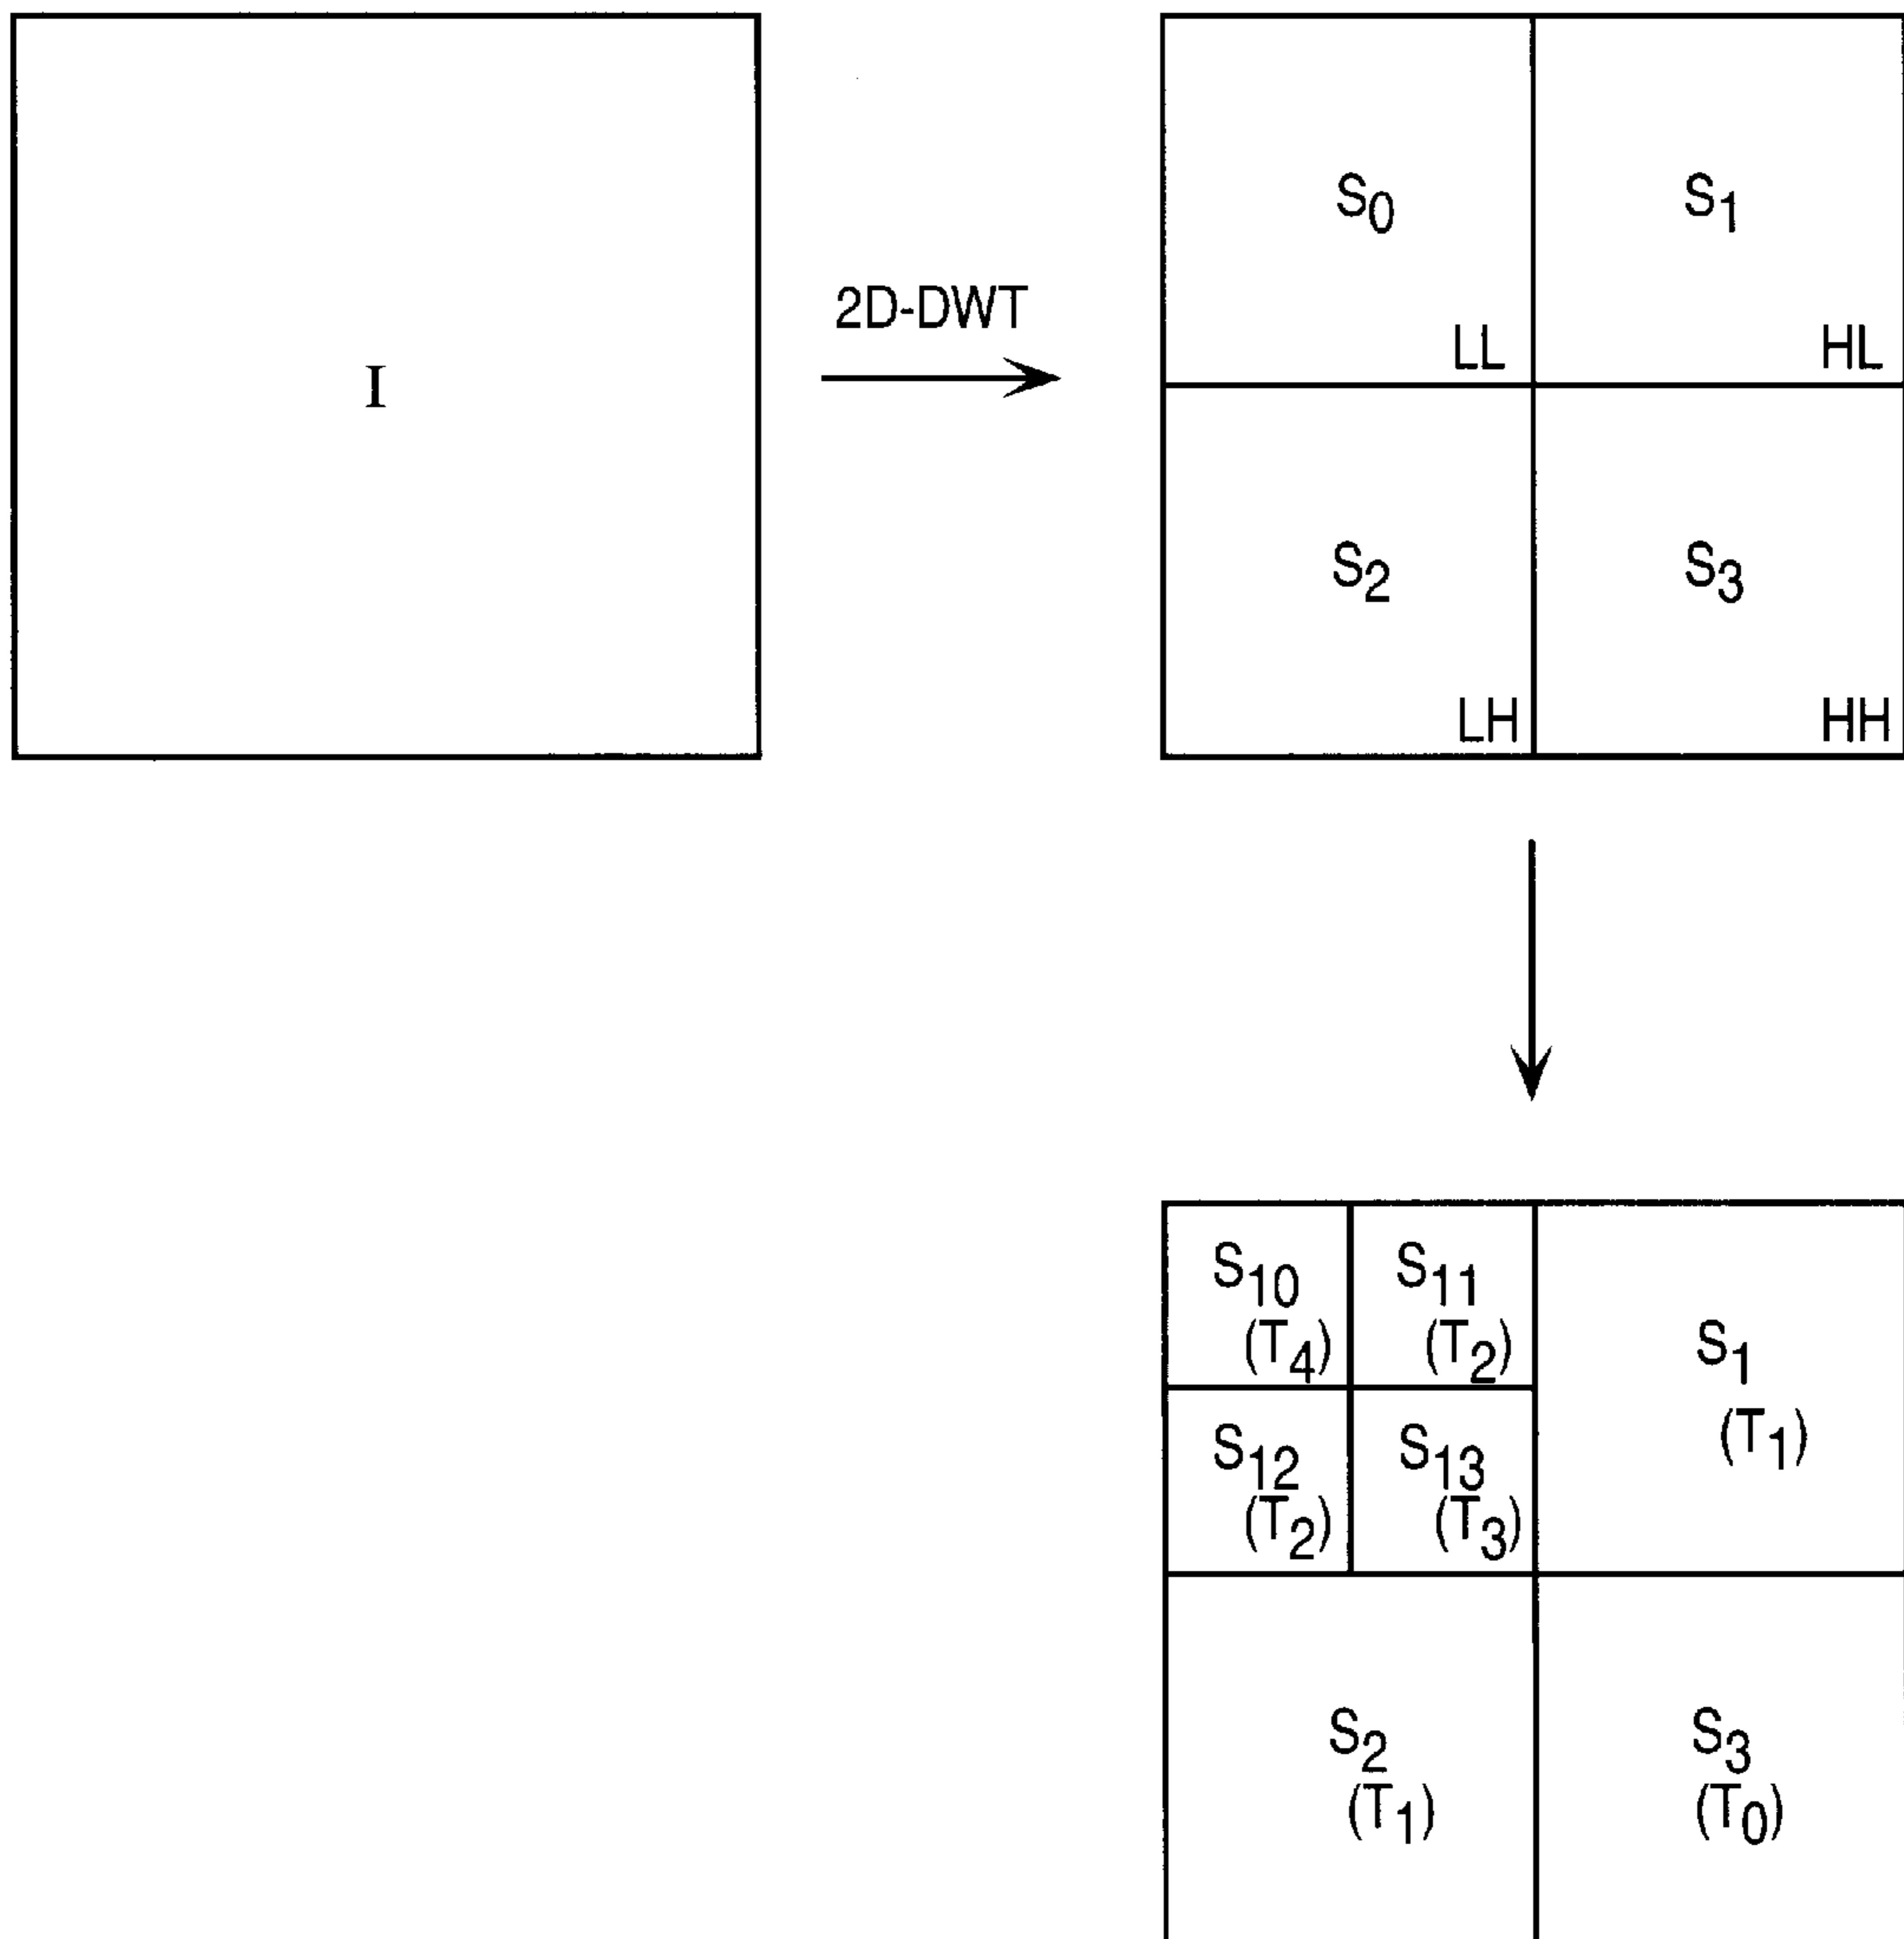 I
2D-DWT
S0
LL
S1
HL
S2
LH
S3
HH
S10
(T4)
S11
(T2)
S1
(T1)
S12
(T2)
S13
(T3)
S2
(T1)
S3
(T0)